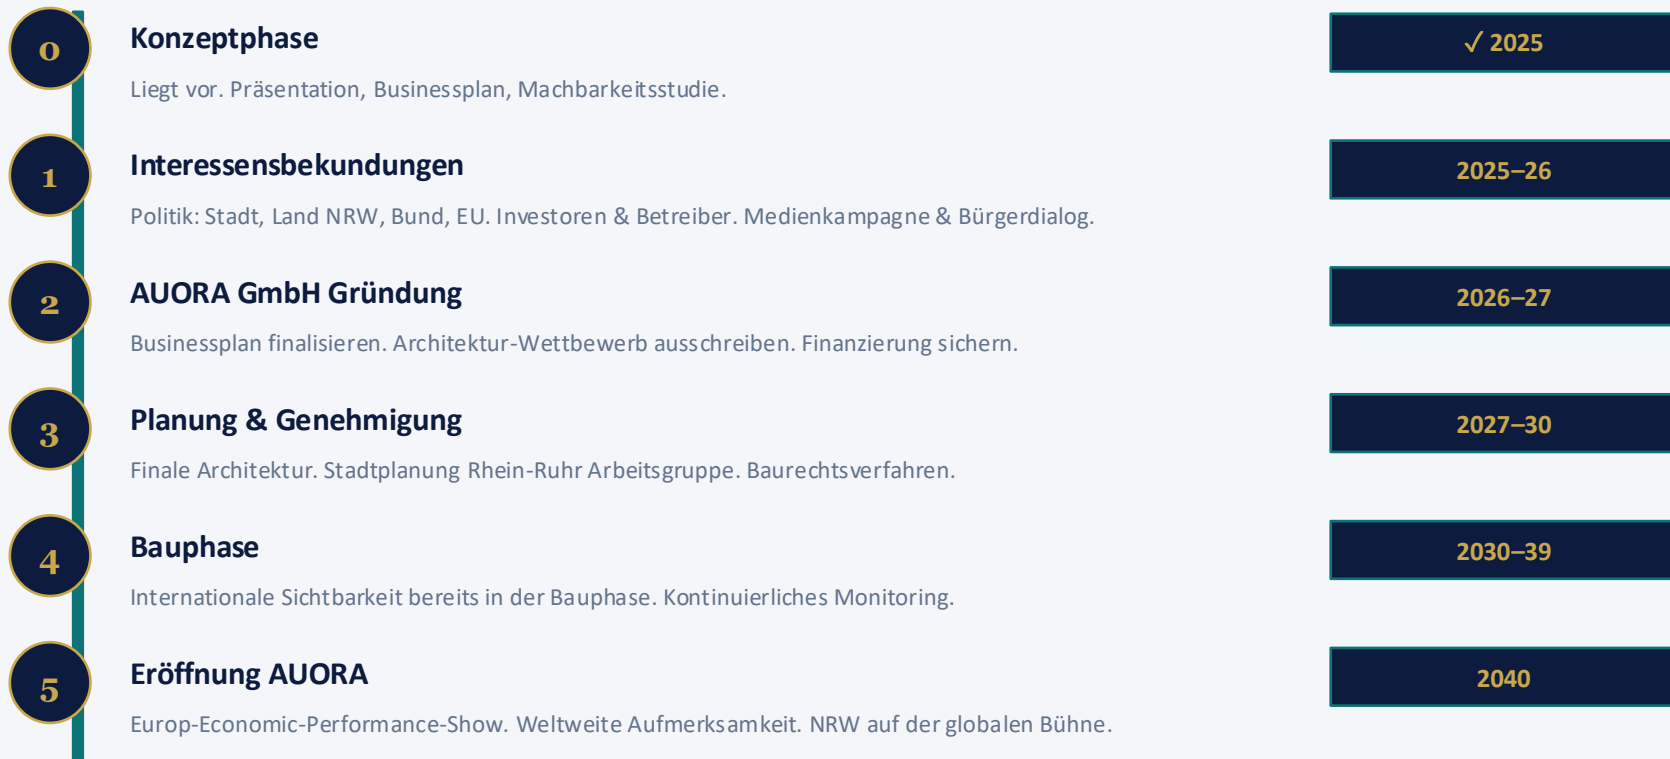 0
Konzeptphase
✓ 2025
Liegt vor. Präsentation, Businessplan, Machbarkeitsstudie.
1
Interessensbekundungen
2025–26
Politik: Stadt, Land NRW, Bund, EU. Investoren & Betreiber. Medienkampagne & Bürgerdialog.
2
AUORA GmbH Gründung
2026–27
Businessplan finalisieren. Architektur-Wettbewerb ausschreiben. Finanzierung sichern.
3
Planung & Genehmigung
2027–30
Finale Architektur. Stadtplanung Rhein-Ruhr Arbeitsgruppe. Baurechtsverfahren.
4
Bauphase
2030–39
Internationale Sichtbarkeit bereits in der Bauphase. Kontinuierliches Monitoring.
5
Eröffnung AUORA
2040
Europ-Economic-Performance-Show. Weltweite Aufmerksamkeit. NRW auf der globalen Bühne.